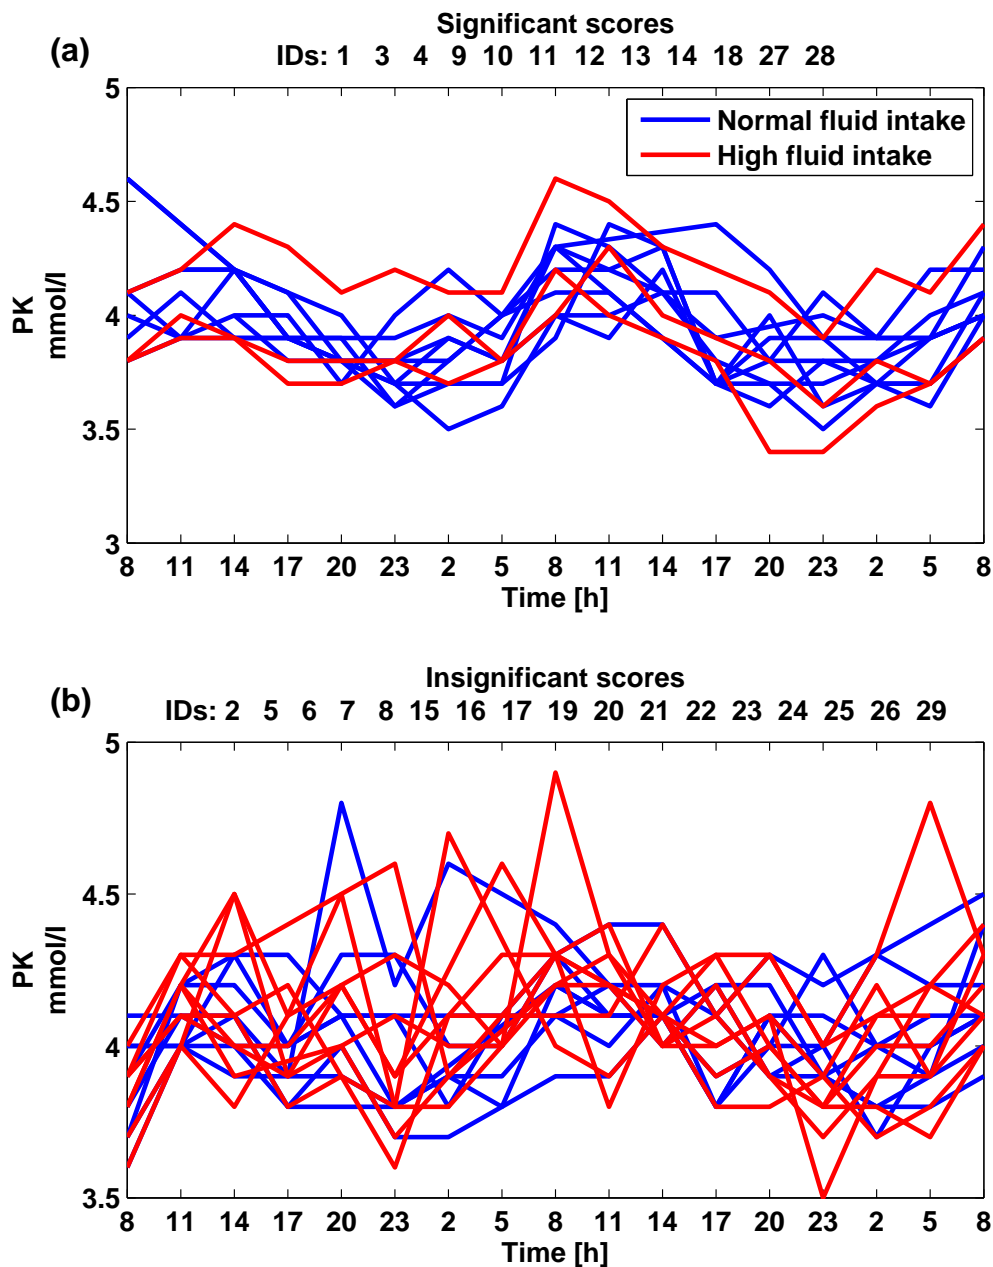 Significant scores
(a)
IDs: 1 3 4 9 10 11 12 13 14 18 27 28
5
4.5
4
3.5
3
PK
mmol/l
Normal fluid intake
High fluid intake
8 11 14 17 20 23 2 5 8 11 14 17 20 23 2 5 8
Time [h]
Insignificant scores
(b)
IDs: 2 5 6 7 8 15 16 17 19 20 21 22 23 24 25 26 29
5
4.5
4
3.5
PK
mmol/l
8 11 14 17 20 23 2 5 8 11 14 17 20 23 2 5 8
Time [h]